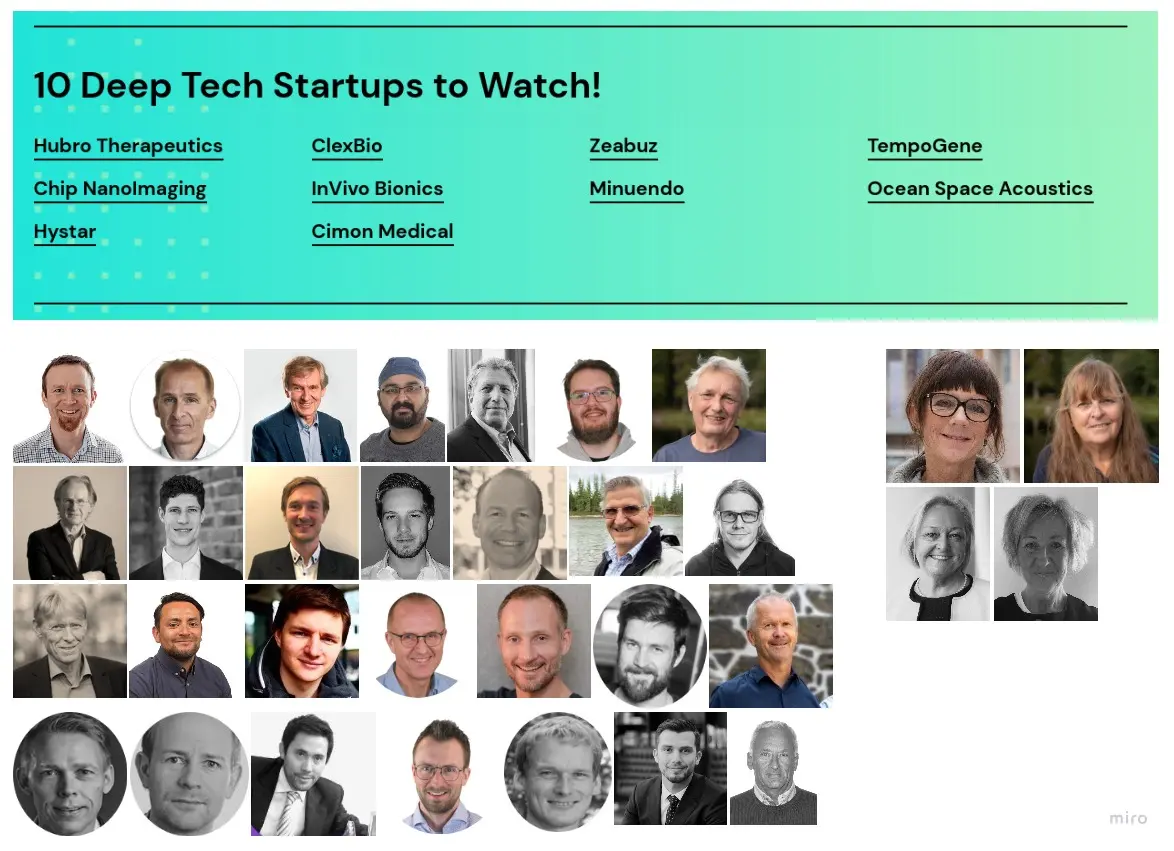 10 Deep Tech Startups to Watch!
Hubro Therapeutics
ClexBio
Zeabuz
TempoGene
Chip NanoImaging
InVivo Bionics
Minuendo
Ocean Space Acoustics
Hystar
Cimon Medical
miro